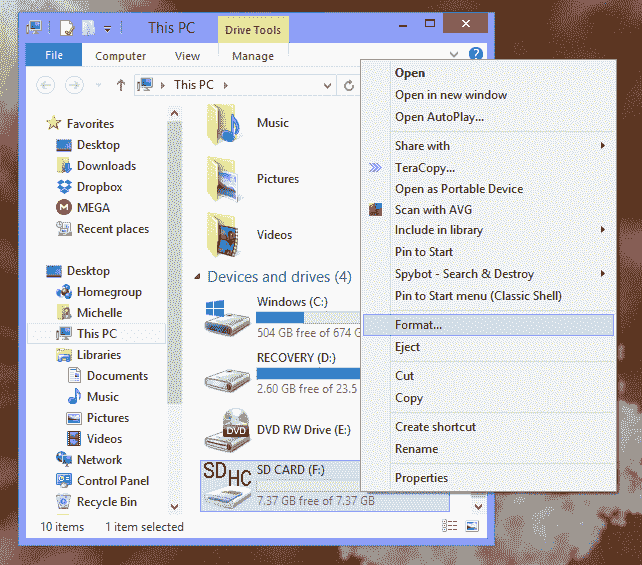 This PC
Drive Tools
File
Computer
View
Manage
This PC
Favorites
Desktop
Downloads
Dropbox
MEGA
Recent places
Desktop
Homegroup
Michelle
This PC
Libraries
Documents
Music
Pictures
Videos
Network
Control Panel
Recycle Bin
Music
Pictures
Videos
Devices and drives (4)
Windows (C:)
504 GB free of 674 G
RECOVERY (D:)
2.60 GB free of 23.5
DVD
DVD RW Drive (E:)
SD HC
SD CARD (F:)
7.37 GB free of 7.37 GB
10 items
1 item selected
Open
Open in new window
Open AutoPlay...
Share with
TeraCopy...
Open as Portable Device
Scan with AVG
Include in library
Pin to Start
Spybot - Search & Destroy
Pin to Start menu (Classic Shell)
Format...
Eject
Cut
Copy
Create shortcut
Rename
Properties